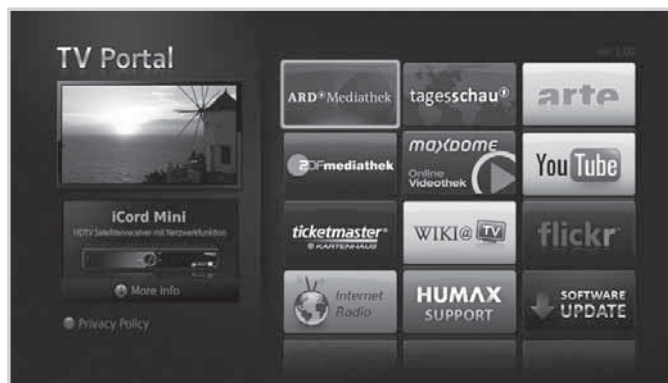 TV Portal
iCord Mini
HDTV Satellitenreceiver mit Netzwerkfunktion
More info
Privacy Policy
ARD Mediathek
tagesschau
arte
ZDFmediathek
maxdome
Online
Videothek
You Tube
ticketmaster®
KARTENHAUS
WIKI@TV
flickr
Internet
Radio
HUMAX
SUPPORT
SOFTWARE
UPDATE